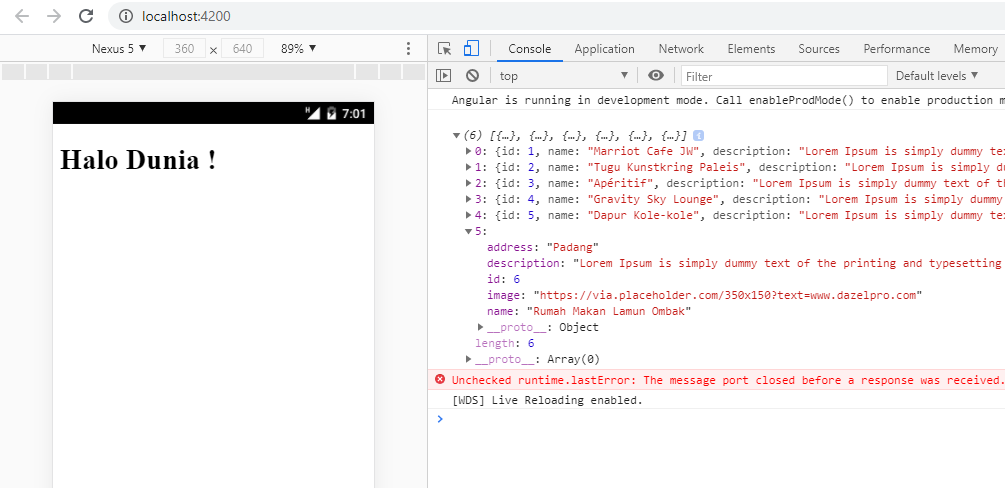 localhost:4200
Nexus 5 ▼ 360 × 640 89% ▼
Console Application Network Elements Sources Performance Memory
top ▼ Filter Default levels ▼
H 7:01
Halo Dunia !
Angular is running in development mode. Call enableProdMode() to enable production m
▼(6) [{…}, {…}, {…}, {…}, {…}, {…}] i
▶0: {id: 1, name: "Marriot Cafe JW", description: "Lorem Ipsum is simply dummy tex
▶1: {id: 2, name: "Tugu Kunstkring Paleis", description: "Lorem Ipsum is simply du
▶2: {id: 3, name: "Apéritif", description: "Lorem Ipsum is simply dummy text of th
▶3: {id: 4, name: "Gravity Sky Lounge", description: "Lorem Ipsum is simply dummy
▶4: {id: 5, name: "Dapur Kole-kole", description: "Lorem Ipsum is simply dummy tex
▼5:
address: "Padang"
description: "Lorem Ipsum is simply dummy text of the printing and typesetting
id: 6
image: "https://via.placeholder.com/350x150?text=www.dazelpro.com"
name: "Rumah Makan Lamun Ombak"
▶__proto__: Object
length: 6
▶__proto__: Array(0)
Unchecked runtime.lastError: The message port closed before a response was received.
[WDS] Live Reloading enabled.